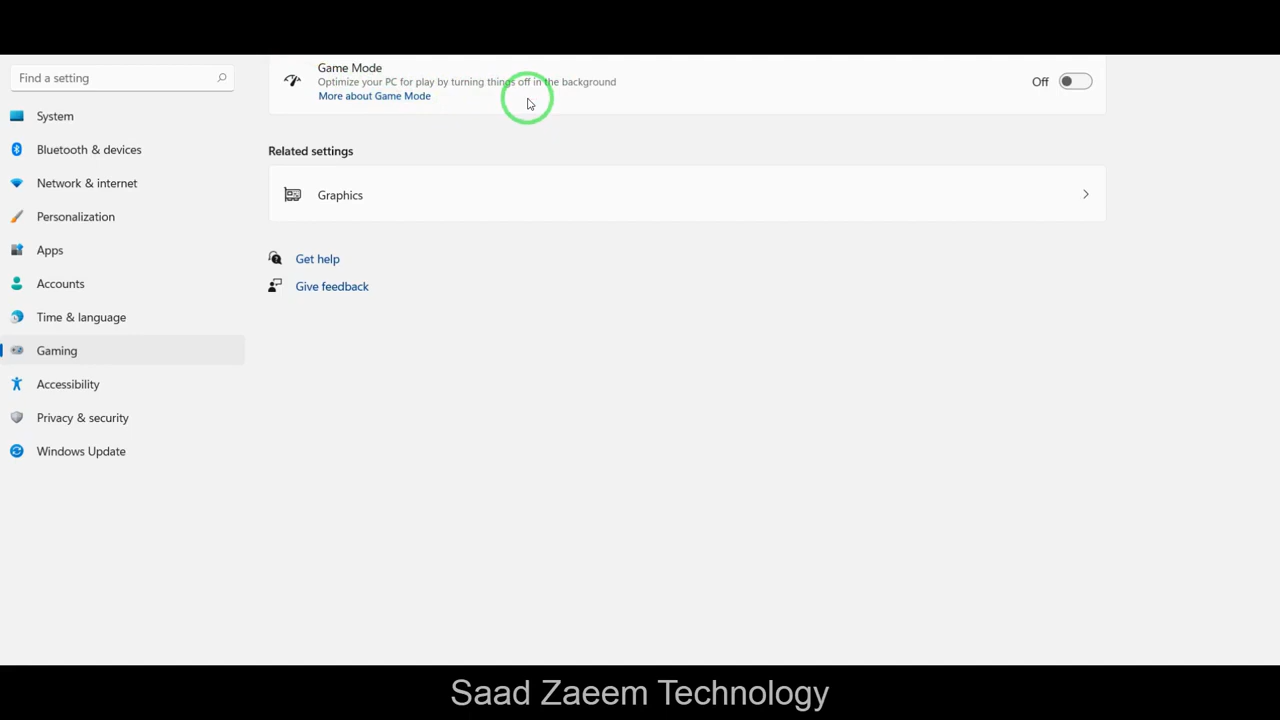 Find a setting
System
Bluetooth & devices
Network & internet
Personalization
Apps
Accounts
Time & language
Gaming
Accessibility
Privacy & security
Windows Update
Game Mode
Optimize your PC for play by turning things off in the background
More about Game Mode
Off
Related settings
Graphics
Get help
Give feedback
Saad Zaeem Technology